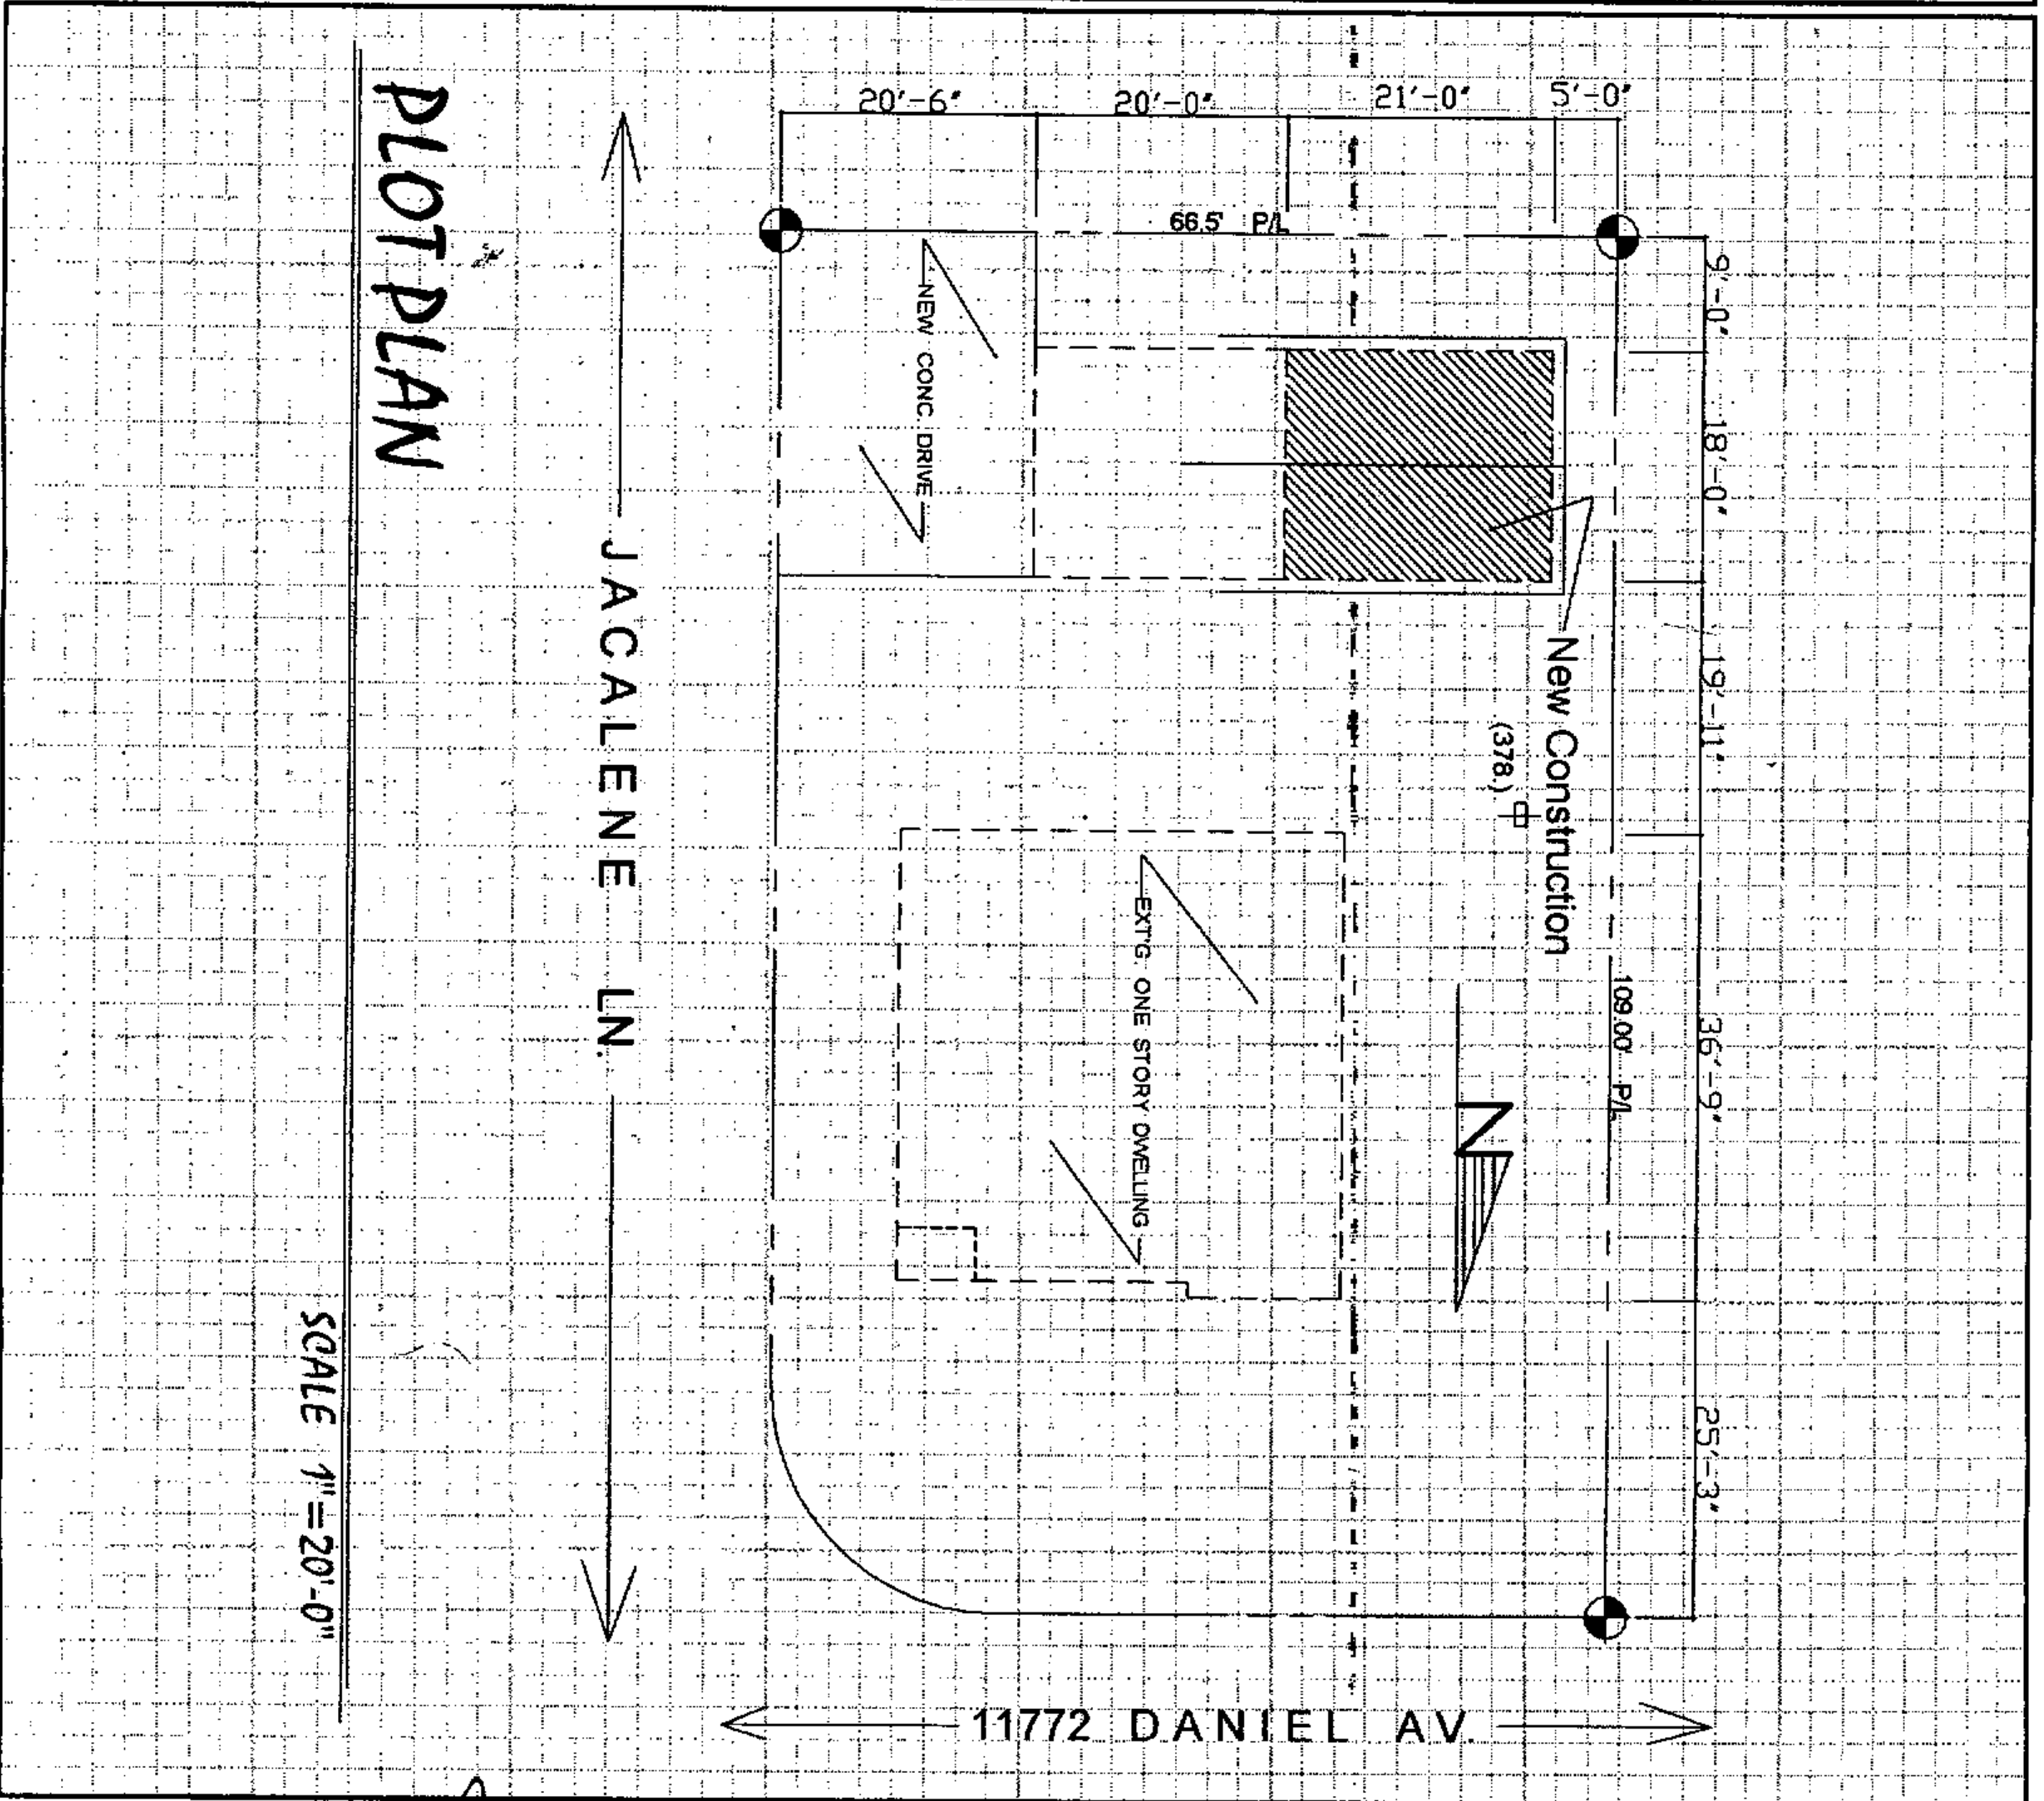 PLOT PLAN
SCALE 1"=20'-0"
JACALENE LN.
11772 DANIEL AV.
20'-6"
20'-0"
21'-0"
5'-0"
66.5' P/L
9'-0"
18'-0"
19'-11"
36'-9"
25'-3"
109.00' P/L
NEW CONC. DRIVE
New Construction
(378.)
EXT'G. ONE STORY DWELLING
N